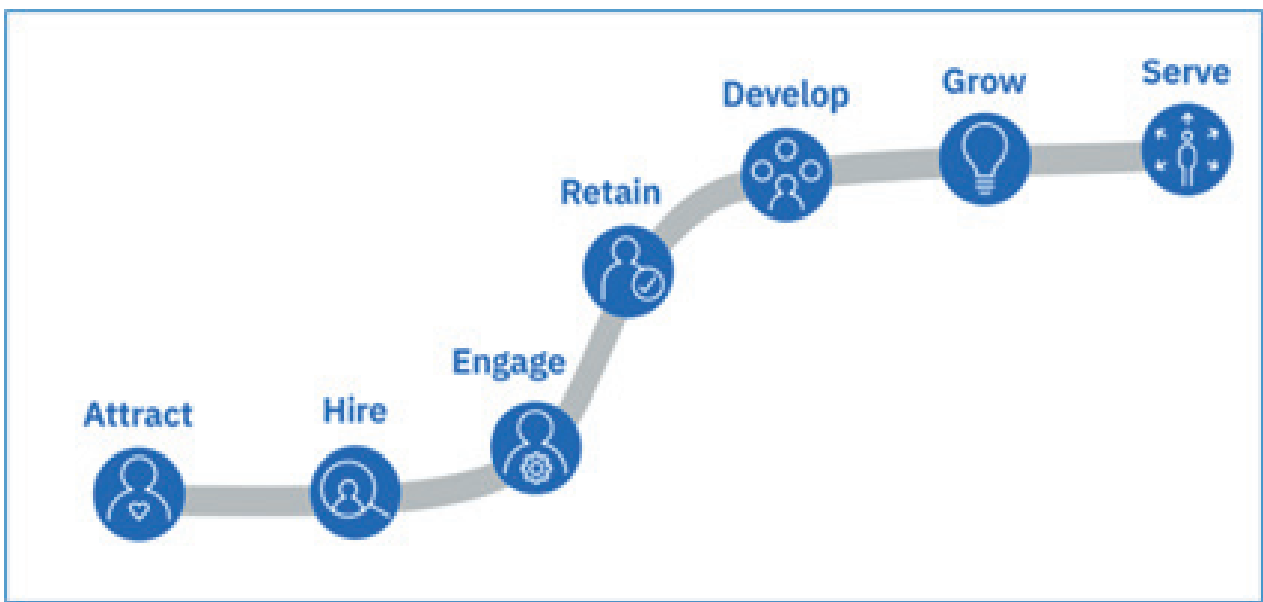 Attract
Hire
Engage
Retain
Develop
Grow
Serve